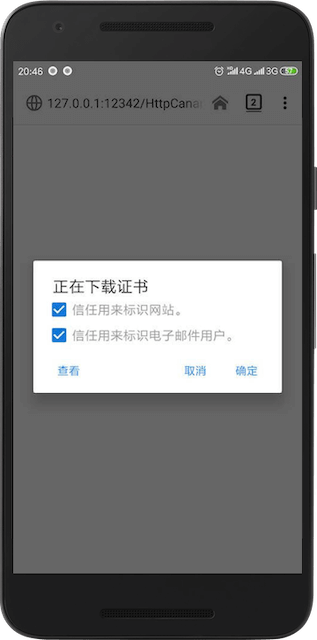 20:46 4G 3G 57
127.0.0.1:12342/HttpCanar 2
正在下载证书
信任用来标识网站。
信任用来标识电子邮件用户。
查看 取消 确定